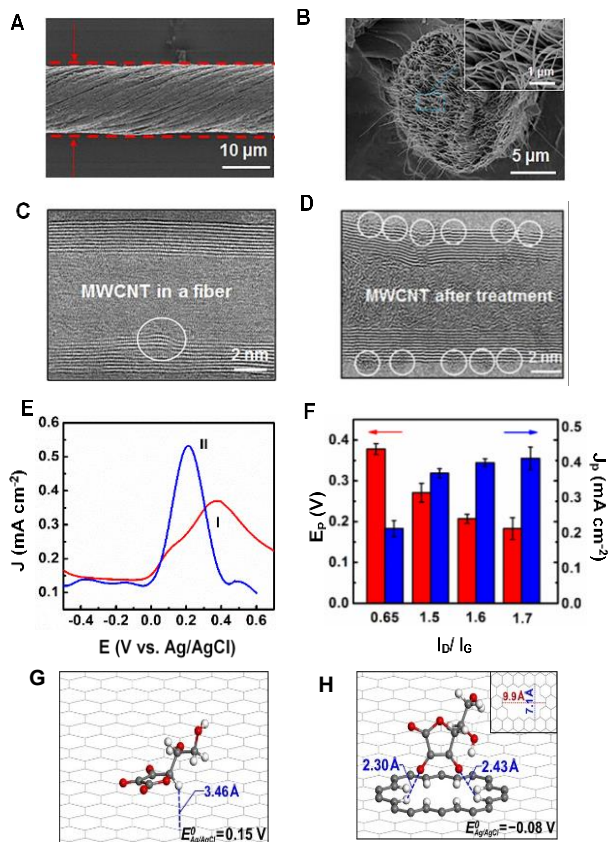 A
10 µm
B
1 µm
5 µm
C
MWCNT in a fiber
2 nm
D
MWCNT after treatment
2 nm
E
J (mA cm⁻²)
0.6
0.5
0.4
0.3
0.2
0.1
II
I
-0.4 -0.2 0.0 0.2 0.4 0.6
E (V vs. Ag/AgCl)
F
E_P (V)
0.4
0.3
0.2
0.1
0.0
0.5
0.4
0.3
0.2
0.1
0.0
J_P (mA cm⁻²)
0.65 1.5 1.6 1.7
I_D/ I_G
G
3.46Å
E⁰_Ag/AgCl=0.15 V
H
9.9Å
7.1Å
2.30Å
2.43Å
E⁰_Ag/AgCl=−0.08 V